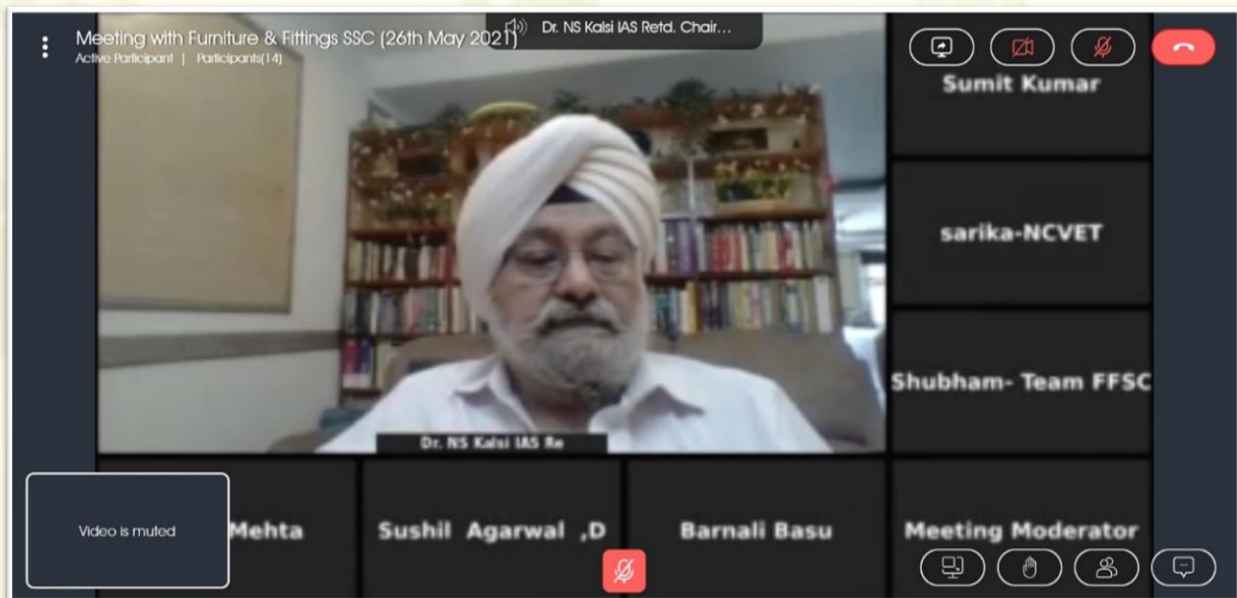 Meeting with Furniture & Fittings SSC (26th May 2021)
Dr. NS Kalsi IAS Retd. Chair...
Active Participant | Participants(14)
Sumit Kumar
sarika-NCVET
Shubham- Team FFSC
Dr. NS Kalsi IAS Re
Video is muted
Mehta
Sushil Agarwal ,D
Barnali Basu
Meeting Moderator